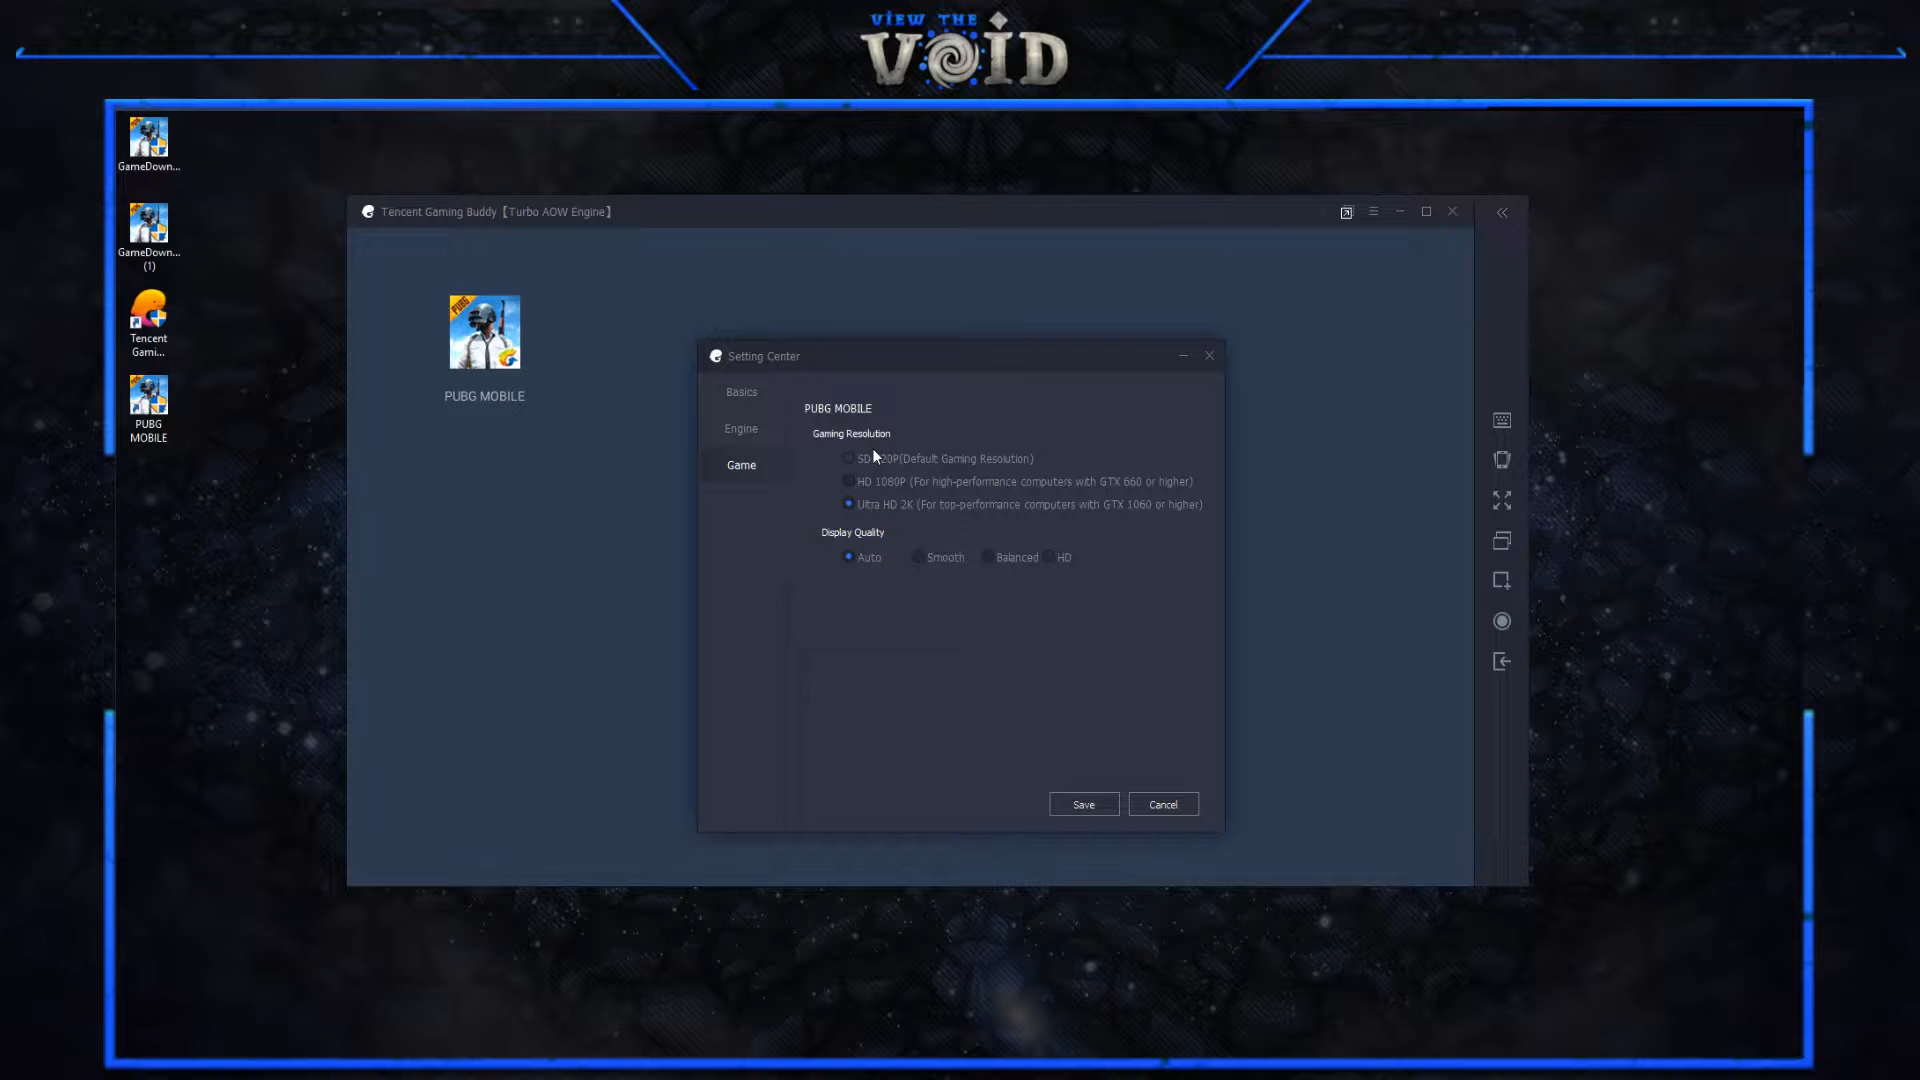 VIEW THE
VOID
GameDown...
GameDown...
(1)
Tencent
Gami...
PUBG
MOBILE
Tencent Gaming Buddy【Turbo AOW Engine】
PUBG
PUBG MOBILE
Setting Center
Basics
Engine
Game
PUBG MOBILE
Gaming Resolution
SD 20P(Default Gaming Resolution)
HD 1080P (For high-performance computers with GTX 660 or higher)
Ultra HD 2K (For top-performance computers with GTX 1060 or higher)
Display Quality
Auto Smooth Balanced HD
Save Cancel